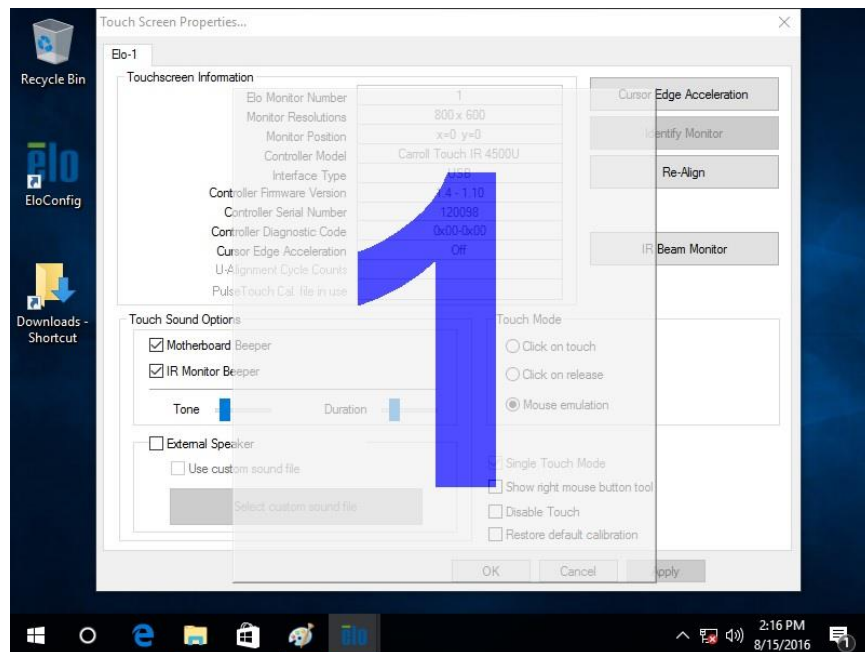 Touch Screen Properties...
Recycle Bin
elo
EloConfig
Downloads -
Shortcut
Elo-1
Touchscreen Information
Elo Monitor Number 1
Monitor Resolutions 800 x 600
Monitor Position x=0 y=0
Controller Model Carroll Touch IR 4500U
Interface Type USB
Controller Firmware Version 1.4 - 1.10
Controller Serial Number 120098
Controller Diagnostic Code 0x00-0x00
Cursor Edge Acceleration Off
U-Alignment Cycle Counts
PulseTouch Cal. file in use
Cursor Edge Acceleration
Identify Monitor
Re-Align
IR Beam Monitor
1
Touch Sound Options
Motherboard Beeper
IR Monitor Beeper
Tone Duration
External Speaker
Use custom sound file
Select custom sound file
Touch Mode
Click on touch
Click on release
Mouse emulation
Single Touch Mode
Show right mouse button tool
Disable Touch
Restore default calibration
OK Cancel Apply
elo
2:16 PM
8/15/2016
1